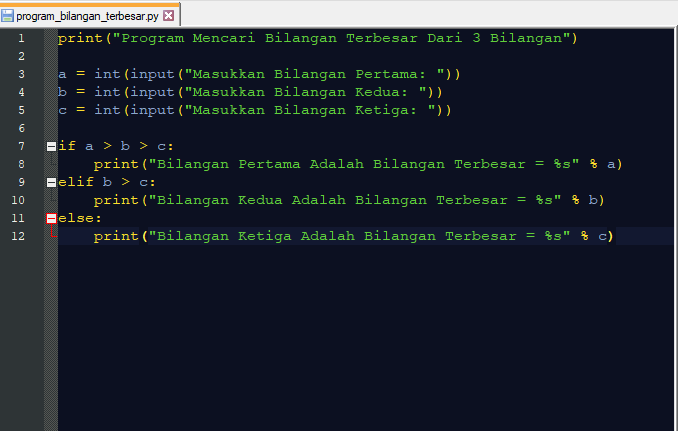 program_bilangan_terbesar.py
1 print("Program Mencari Bilangan Terbesar Dari 3 Bilangan")
2
3 a = int(input("Masukkan Bilangan Pertama: "))
4 b = int(input("Masukkan Bilangan Kedua: "))
5 c = int(input("Masukkan Bilangan Ketiga: "))
6
7 if a > b > c:
8     print("Bilangan Pertama Adalah Bilangan Terbesar = %s" % a)
9 elif b > c:
10     print("Bilangan Kedua Adalah Bilangan Terbesar = %s" % b)
11 else:
12     print("Bilangan Ketiga Adalah Bilangan Terbesar = %s" % c)